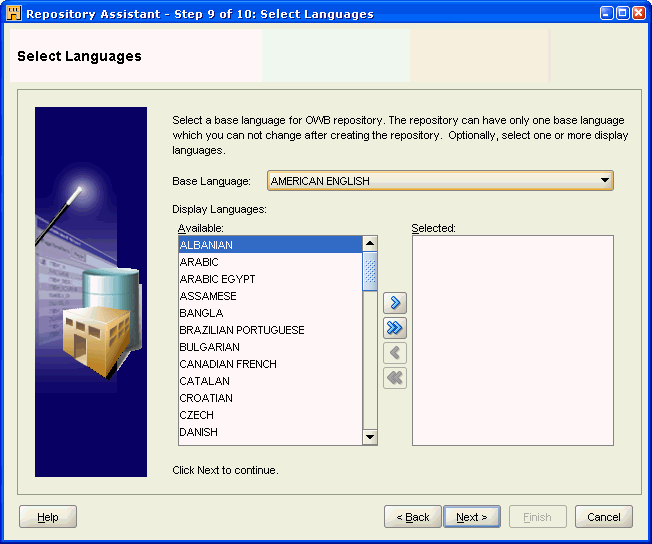 Repository Assistant - Step 9 of 10: Select Languages
Select Languages
Select a base language for OWB repository. The repository can have only one base language
which you can not change after creating the repository. Optionally, select one or more display
languages.
Base Language: AMERICAN ENGLISH
Display Languages:
Available: Selected:
ALBANIAN
ARABIC
ARABIC EGYPT
ASSAMESE
BANGLA
BRAZILIAN PORTUGUESE
BULGARIAN
CANADIAN FRENCH
CATALAN
CROATIAN
CZECH
DANISH
Click Next to continue.
Help < Back Next > Finish Cancel